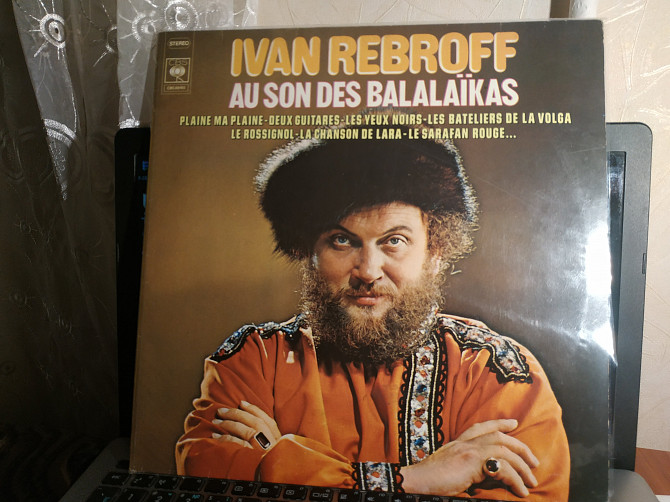 STEREO
CBS
IVAN REBROFF
AU SON DES BALALAÏKAS
PLAINE MA PLAINE-DEUX GUITARES-LES YEUX NOIRS-LES BATELIERS DE LA VOLGA
LE ROSSIGNOL-LA CHANSON DE LARA-LE SARAFAN ROUGE...